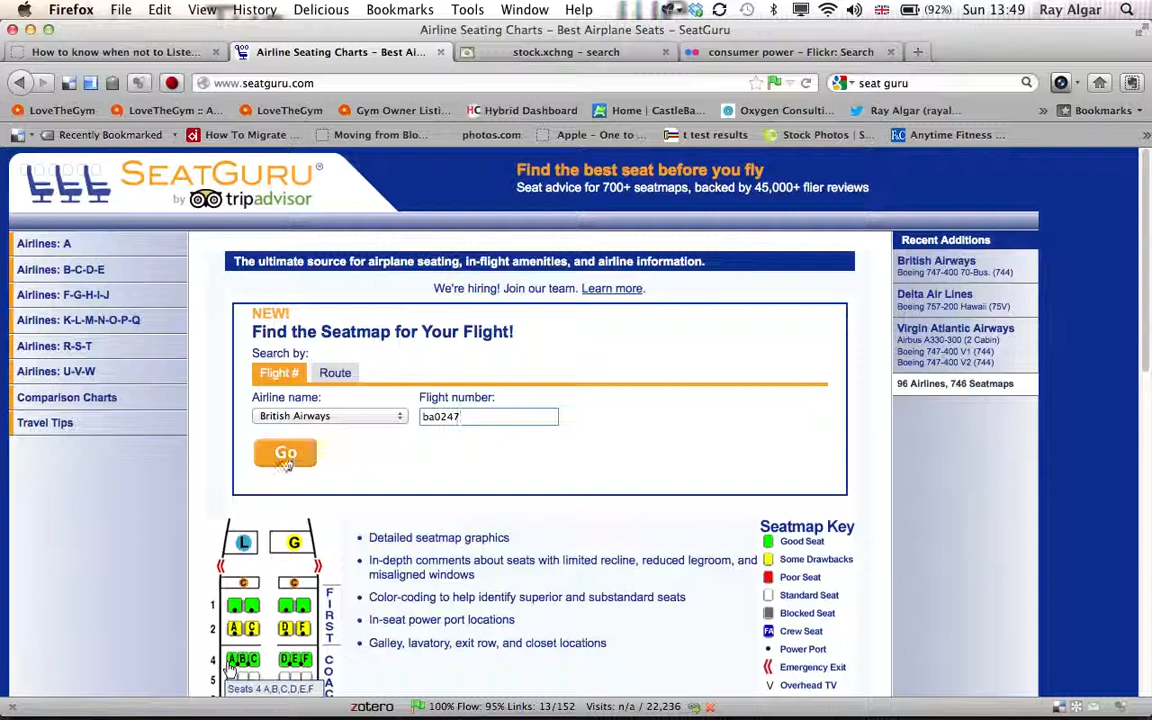 Firefox File Edit View History Delicious Bookmarks Tools Window Help (92%) Sun 13:49 Ray Algar
Airline Seating Charts – Best Airplane Seats – SeatGuru
How to know when not to Liste... Airline Seating Charts – Best Ai... stock.xchng – search consumer power – Flickr: Search
www.seatguru.com seat guru
LoveTheGym LoveTheGym :: A... LoveTheGym Gym Owner Listi... HC Hybrid Dashboard Home | CastleBa... Oxygen Consulti... Ray Algar (rayal... Bookmarks
Recently Bookmarked How To Migrate ... Moving from Blo... photos.com Apple – One to ... t test results Stock Photos | S... Anytime Fitness ...
SEATGURU®
by tripadvisor
Find the best seat before you fly
Seat advice for 700+ seatmaps, backed by 45,000+ flier reviews
Airlines: A
Airlines: B-C-D-E
Airlines: F-G-H-I-J
Airlines: K-L-M-N-O-P-Q
Airlines: R-S-T
Airlines: U-V-W
Comparison Charts
Travel Tips
The ultimate source for airplane seating, in-flight amenities, and airline information.
We're hiring! Join our team. Learn more.
NEW!
Find the Seatmap for Your Flight!
Search by:
Flight # Route
Airline name: Flight number:
British Airways ba0247
Go
Recent Additions
British Airways
Boeing 747-400 70-Bus. (744)
Delta Air Lines
Boeing 757-200 Hawaii (75V)
Virgin Atlantic Airways
Airbus A330-300 (2 Cabin)
Boeing 747-400 V1 (744)
Boeing 747-400 V2 (744)
96 Airlines, 746 Seatmaps
L G
C C
1
2 A C D F
4 A B C D E F
5
FIRST
COAC
Seats 4 A,B,C,D,E,F
Detailed seatmap graphics
In-depth comments about seats with limited recline, reduced legroom, and
misaligned windows
Color-coding to help identify superior and substandard seats
In-seat power port locations
Galley, lavatory, exit row, and closet locations
Seatmap Key
Good Seat
Some Drawbacks
Poor Seat
Standard Seat
Blocked Seat
FA Crew Seat
Power Port
Emergency Exit
V Overhead TV
zotero 100% Flow: 95% Links: 13/152 Visits: n/a / 22,236